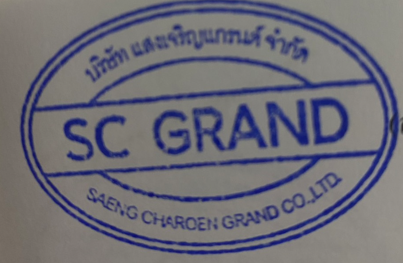 บริษัท แสงเจริญแกรนด์ จำกัด
SC GRAND
SAENG CHAROEN GRAND CO.,LTD.